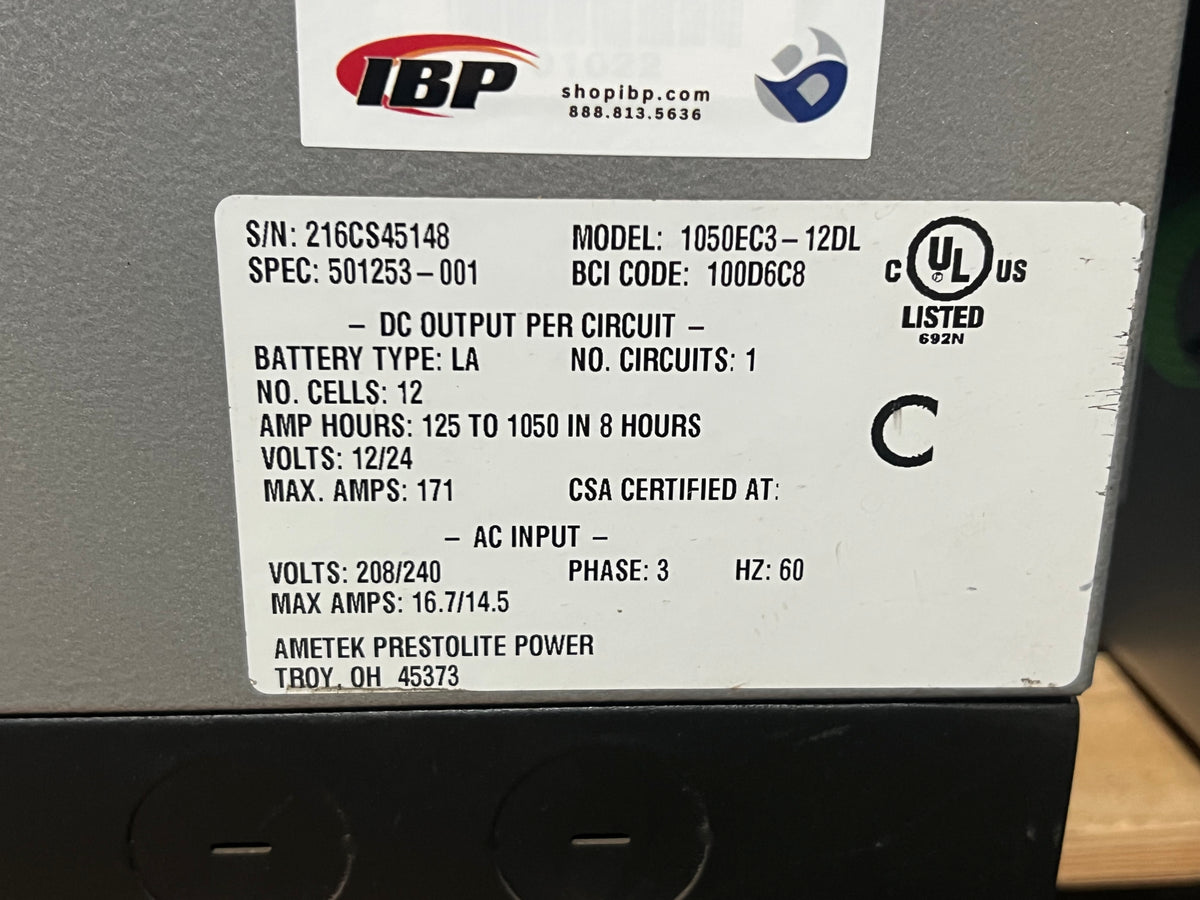 IBP
shopibp.com
888.813.5636
S/N: 216CS45148 MODEL: 1050EC3-12DL
SPEC: 501253-001 BCI CODE: 100D6C8
C UL US
LISTED
692N
- DC OUTPUT PER CIRCUIT -
BATTERY TYPE: LA NO. CIRCUITS: 1
NO. CELLS: 12
AMP HOURS: 125 TO 1050 IN 8 HOURS
C
VOLTS: 12/24
MAX. AMPS: 171 CSA CERTIFIED AT:
- AC INPUT -
VOLTS: 208/240 PHASE: 3 HZ: 60
MAX AMPS: 16.7/14.5
AMETEK PRESTOLITE POWER
TROY, OH 45373